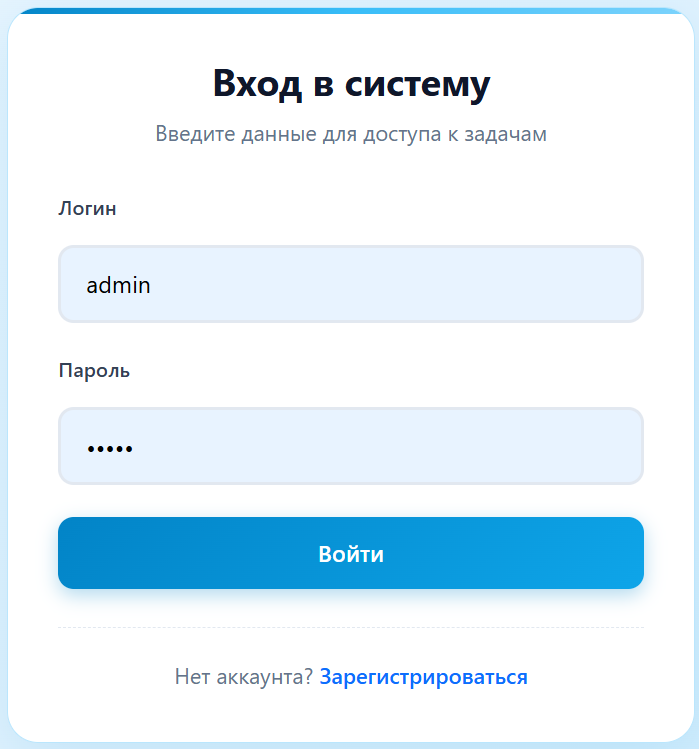 Вход в систему
Введите данные для доступа к задачам
Логин
admin
Пароль
•••••
Войти
Нет аккаунта? Зарегистрироваться